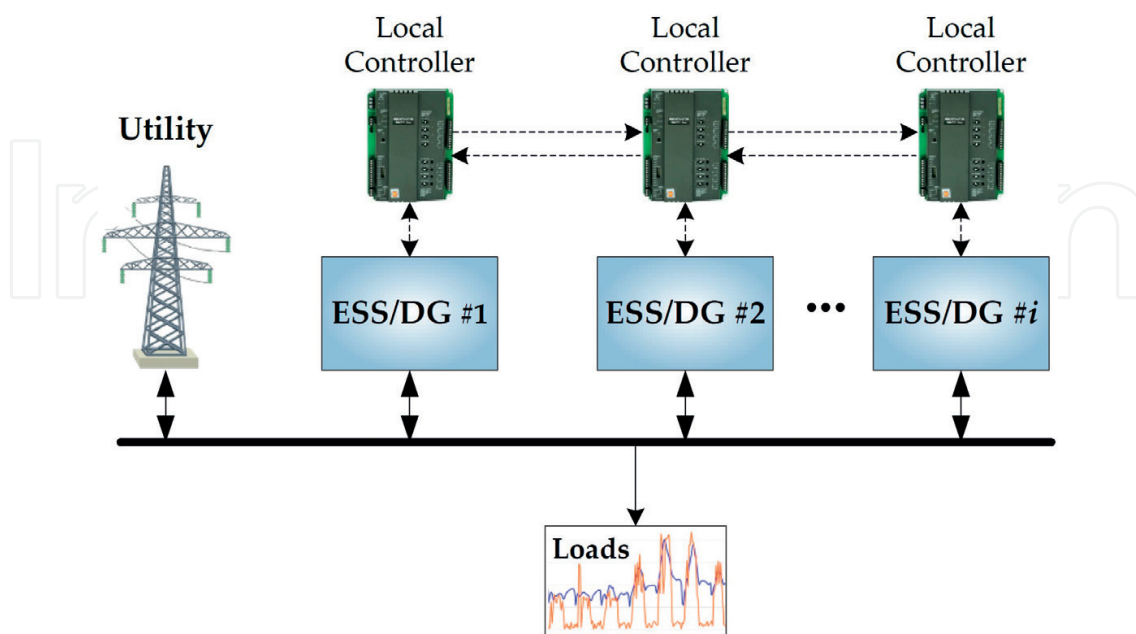 Local
Controller
Local
Controller
Local
Controller
Utility
ESS/DG #1
ESS/DG #2
•••
ESS/DG #i
Loads